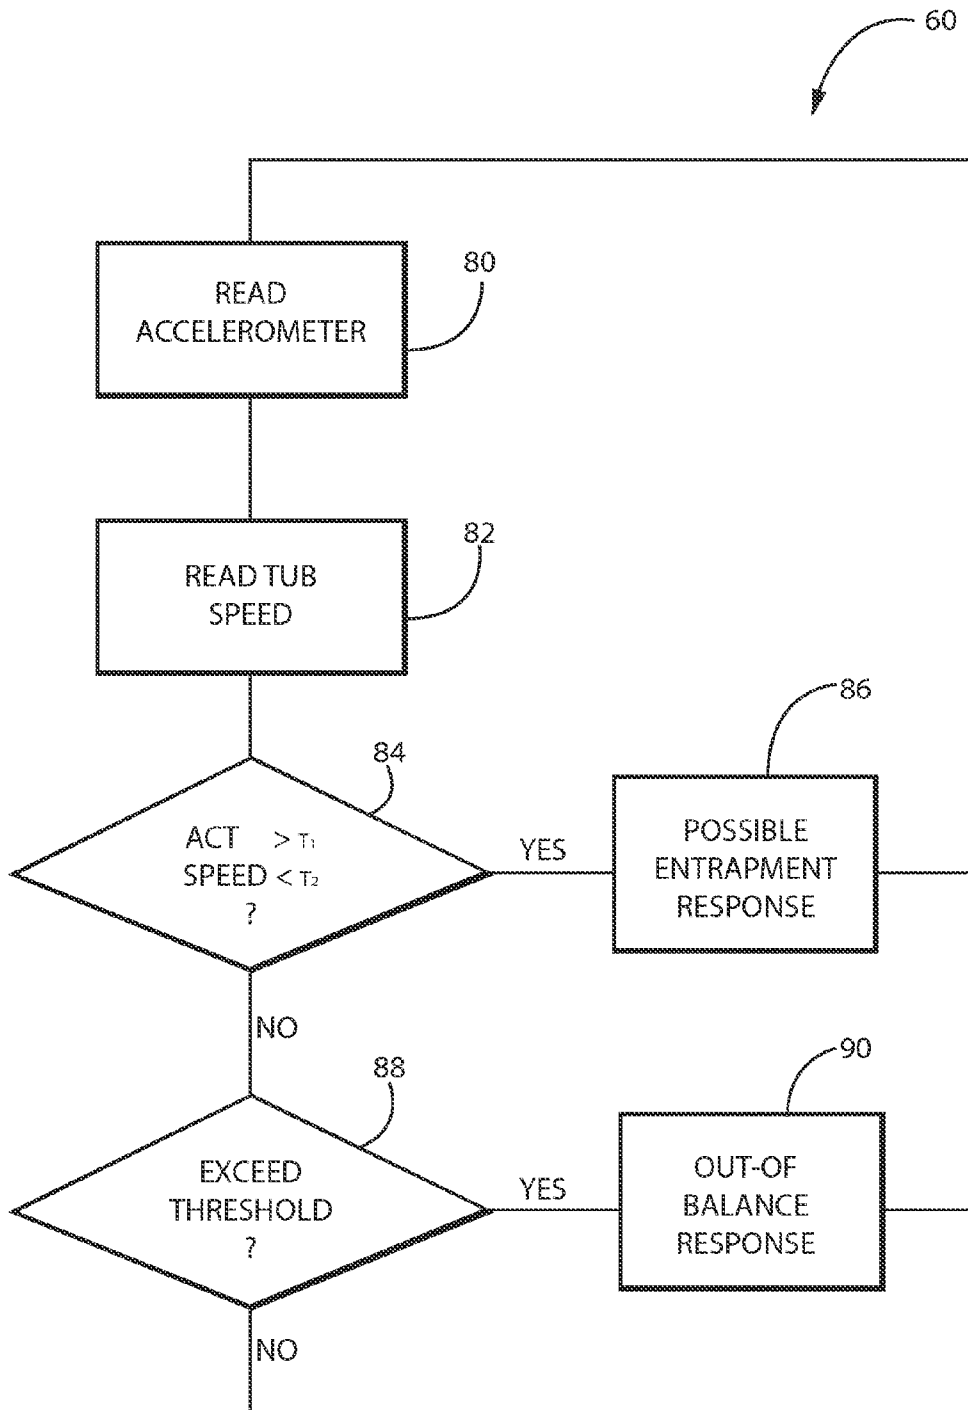 60
READ
ACCELEROMETER
80
READ TUB
SPEED
82
84
ACT > T1
SPEED < T2
?
YES
86
POSSIBLE
ENTRAPMENT
RESPONSE
NO
88
EXCEED
THRESHOLD
?
YES
90
OUT-OF
BALANCE
RESPONSE
NO